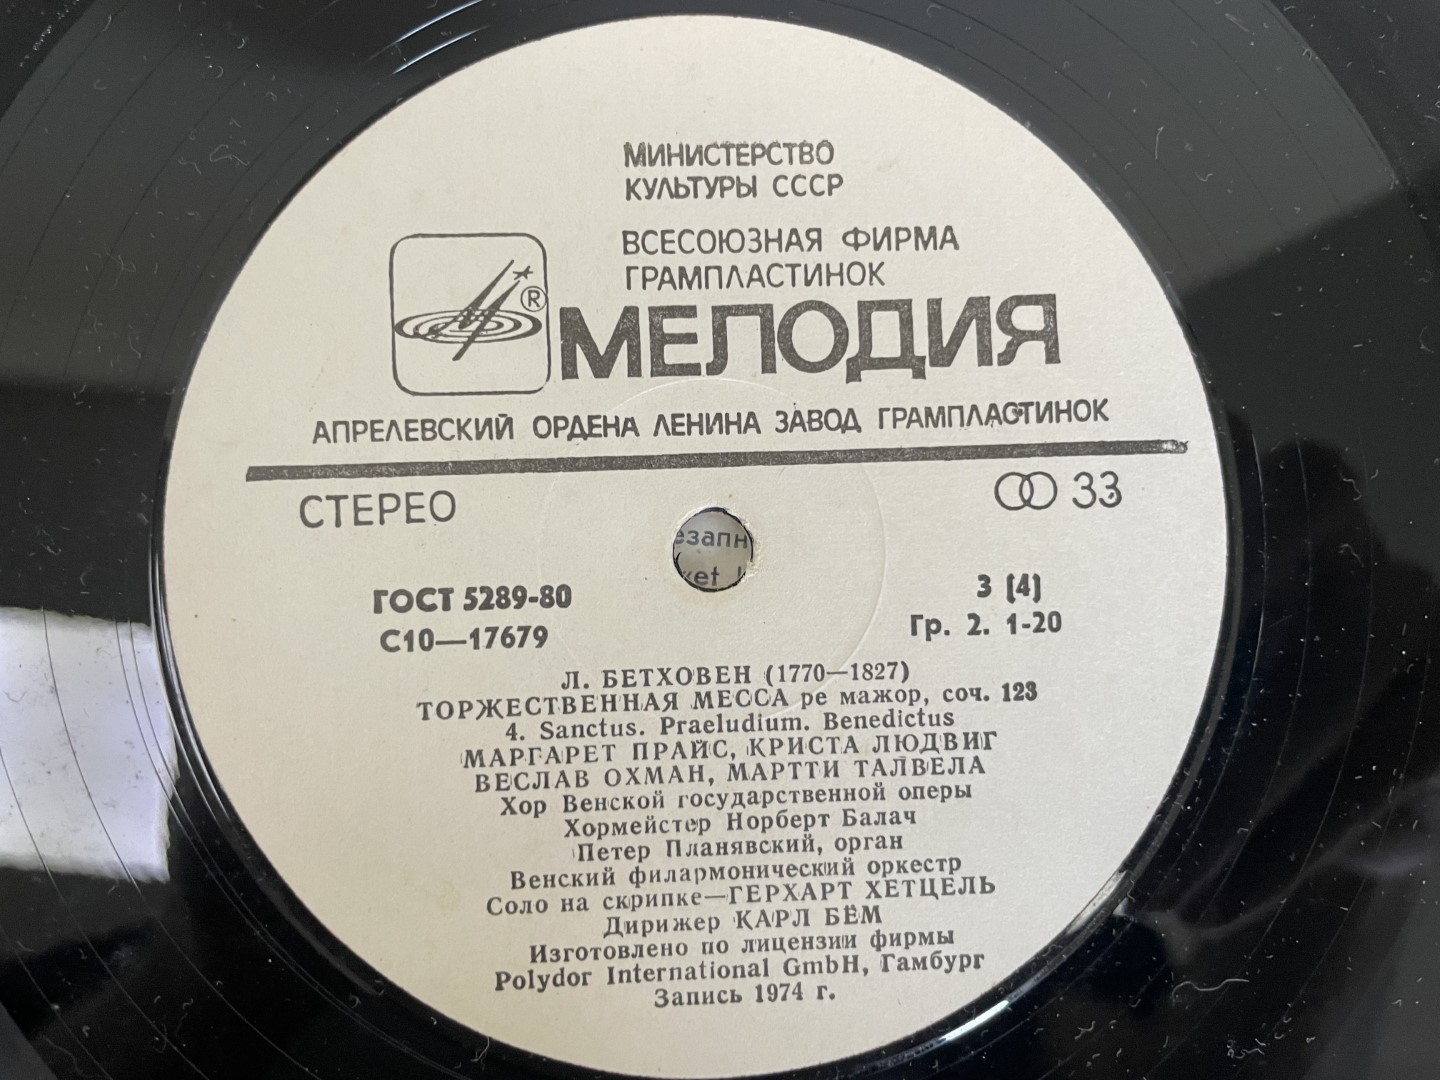 МИНИСТЕРСТВО
КУЛЬТУРЫ СССР
ВСЕСОЮЗНАЯ ФИРМА
ГРАМПЛАСТИНОК
® МЕЛОДИЯ
АПРЕЛЕВСКИЙ ОРДЕНА ЛЕНИНА ЗАВОД ГРАМПЛАСТИНОК
СТЕРЕО
33
ГОСТ 5289-80
С10—17679
3 (4)
Гр. 2. 1-20
Л. БЕТХОВЕН (1770—1827)
ТОРЖЕСТВЕННАЯ МЕССА ре мажор, соч. 123
4. Sanctus. Praeludium. Benedictus
МАРГАРЕТ ПРАЙС, КРИСТА ЛЮДВИГ
ВЕСЛАВ ОХМАН, МАРТТИ ТАЛВЕЛА
Хор Венской государственной оперы
Хормейстер Норберт Балач
Петер Планявский, орган
Венский филармонический оркестр
Соло на скрипке—ГЕРХАРТ ХЕТЦЕЛЬ
Дирижер КАРЛ БЁМ
Изготовлено по лицензии фирмы
Polydor International GmbH, Гамбург
Запись 1974 г.